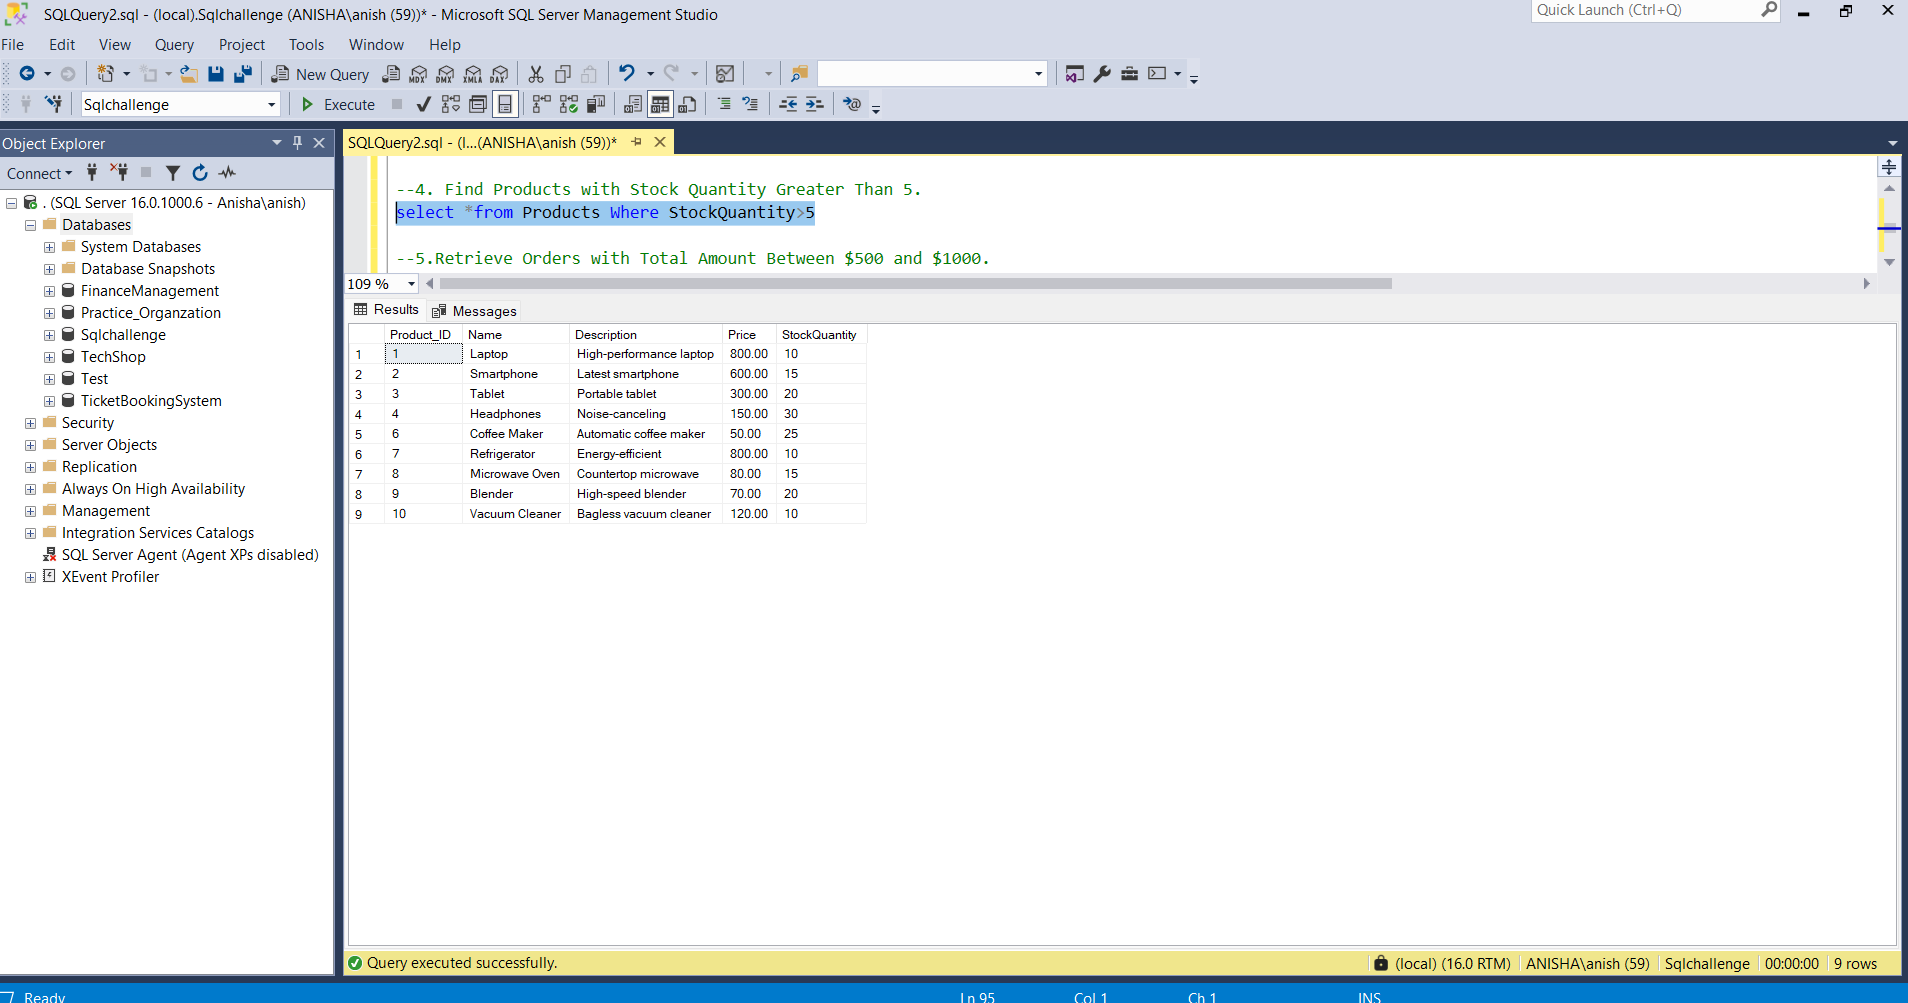 SQLQuery2.sql - (local).Sqlchallenge (ANISHA\anish (59))* - Microsoft SQL Server Management Studio
Quick Launch (Ctrl+Q)
File Edit View Query Project Tools Window Help
New Query MDX DMX XMLA DAX
Sqlchallenge Execute
Object Explorer
SQLQuery2.sql - (l...(ANISHA\anish (59))*
Connect
. (SQL Server 16.0.1000.6 - Anisha\anish)
Databases
System Databases
Database Snapshots
FinanceManagement
Practice_Organzation
Sqlchallenge
TechShop
Test
TicketBookingSystem
Security
Server Objects
Replication
Always On High Availability
Management
Integration Services Catalogs
SQL Server Agent (Agent XPs disabled)
XEvent Profiler
--4. Find Products with Stock Quantity Greater Than 5.
select *from Products Where StockQuantity>5
--5.Retrieve Orders with Total Amount Between $500 and $1000.
109 %
Results Messages
Product_ID Name Description Price StockQuantity
1 1 Laptop High-performance laptop 800.00 10
2 2 Smartphone Latest smartphone 600.00 15
3 3 Tablet Portable tablet 300.00 20
4 4 Headphones Noise-canceling 150.00 30
5 6 Coffee Maker Automatic coffee maker 50.00 25
6 7 Refrigerator Energy-efficient 800.00 10
7 8 Microwave Oven Countertop microwave 80.00 15
8 9 Blender High-speed blender 70.00 20
9 10 Vacuum Cleaner Bagless vacuum cleaner 120.00 10
Query executed successfully.
(local) (16.0 RTM) ANISHA\anish (59) Sqlchallenge 00:00:00 9 rows
Ready Ln 95 Col 1 Ch 1 INS